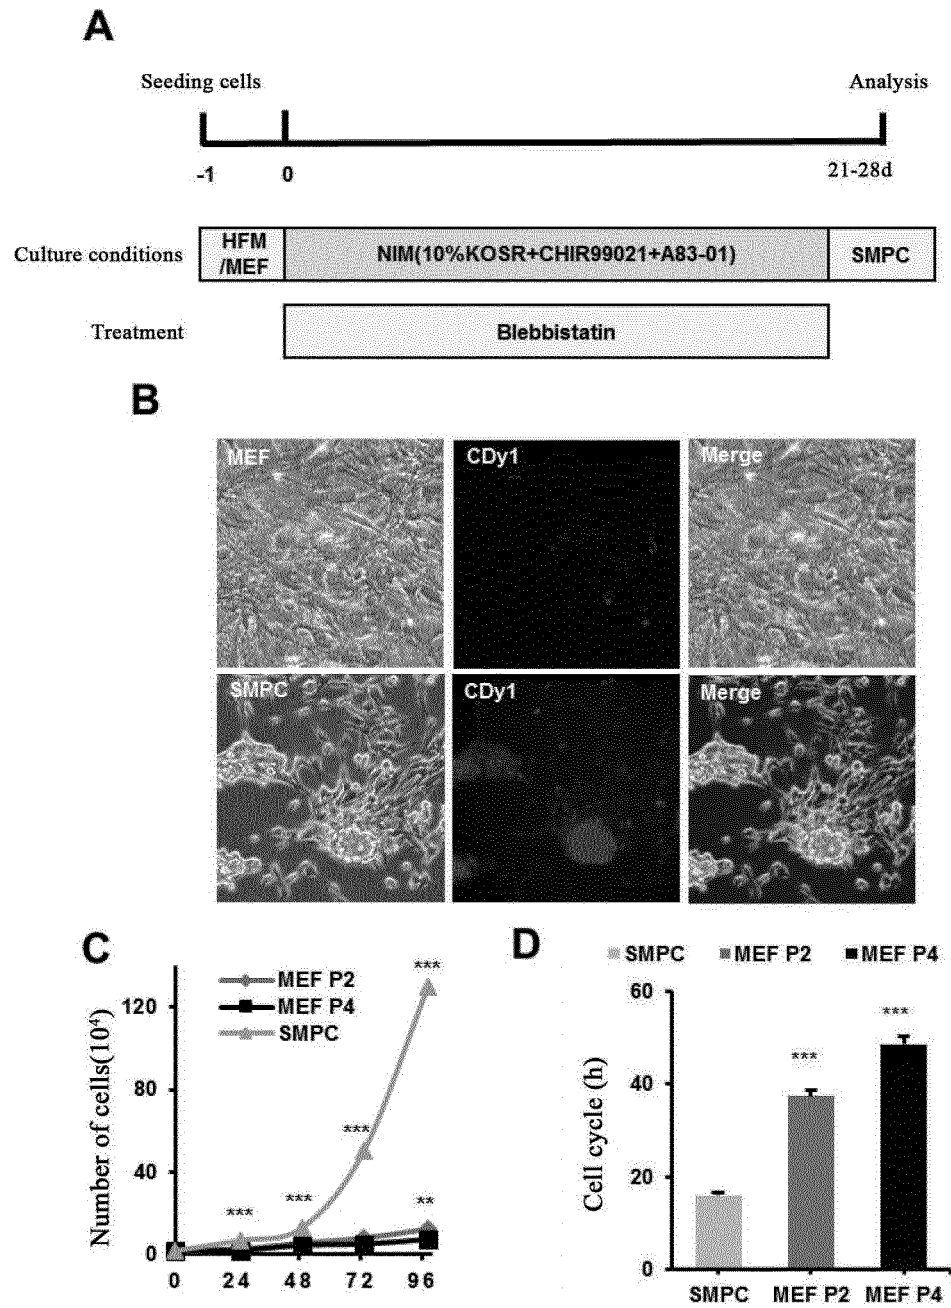 A
Seeding cells
Analysis
-1
0
21-28d
Culture conditions
HFM
/MEF
NIM(10%KOSR+CHIR99021+A83-01)
SMPC
Treatment
Blebbistatin
B
MEF
CDy1
Merge
SMPC
CDy1
Merge
C
Number of cells(10⁴)
120
80
40
0
MEF P2
MEF P4
SMPC
***
***
***
***
**
0
24
48
72
96
D
SMPC
MEF P2
MEF P4
Cell cycle (h)
60
40
20
0
***
***
SMPC
MEF P2
MEF P4